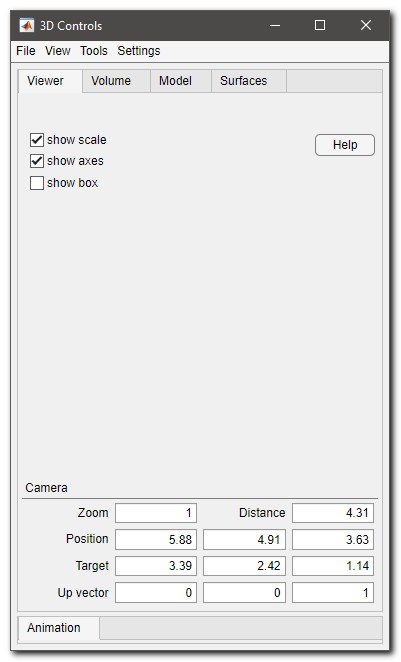 3D Controls
File View Tools Settings
Viewer Volume Model Surfaces
show scale
Help
show axes
show box
Camera
Zoom 1 Distance 4.31
Position 5.88 4.91 3.63
Target 3.39 2.42 1.14
Up vector 0 0 1
Animation